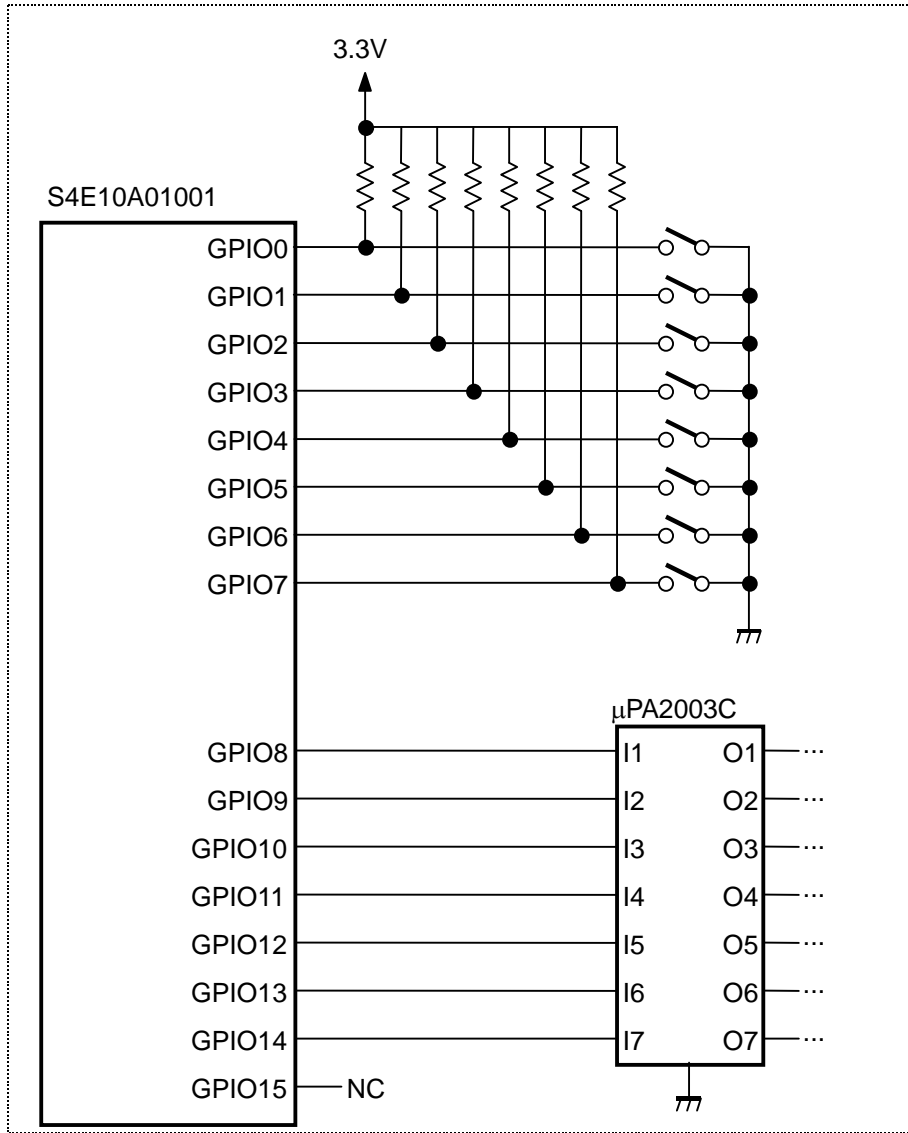 3.3V
S4E10A01001
GPIO0
GPIO1
GPIO2
GPIO3
GPIO4
GPIO5
GPIO6
GPIO7
µPA2003C
GPIO8 I1 O1 ...
GPIO9 I2 O2 ...
GPIO10 I3 O3 ...
GPIO11 I4 O4 ...
GPIO12 I5 O5 ...
GPIO13 I6 O6 ...
GPIO14 I7 O7 ...
GPIO15 NC